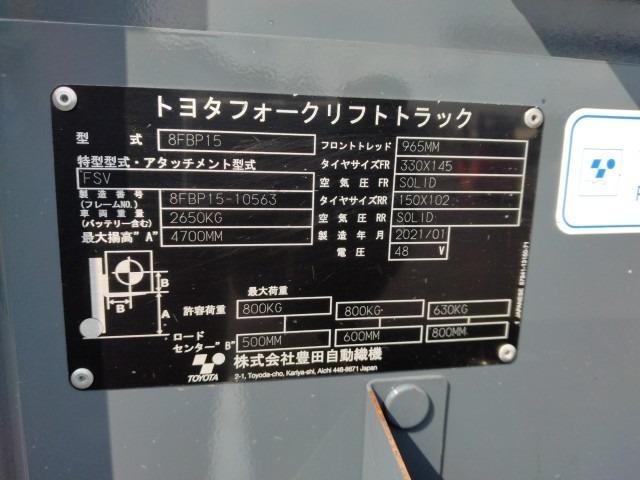 トヨタフォークリフトトラック
型 式 8FBP15 フロントトレッド 965MM
特型型式・アタッチメント型式 タイヤサイズFR 330X145
FSV 空気圧 FR SOLID
製造番号 (フレームNO.) 8FBP15-10563 タイヤサイズRR 150X102
車両重量 (バッテリー含む) 2650KG 空気圧 RR SOLID
最大揚高"A" 4700MM 製造年月 2021/01
電圧 48 V
B
B A
最大荷重
許容荷重 800KG 800KG 630KG
ロードセンター"B" 500MM 600MM 800MM
TOYOTA 株式会社豊田自動織機
2-1, Toyoda-cho, Kariya-shi, Aichi 448-8671 Japan